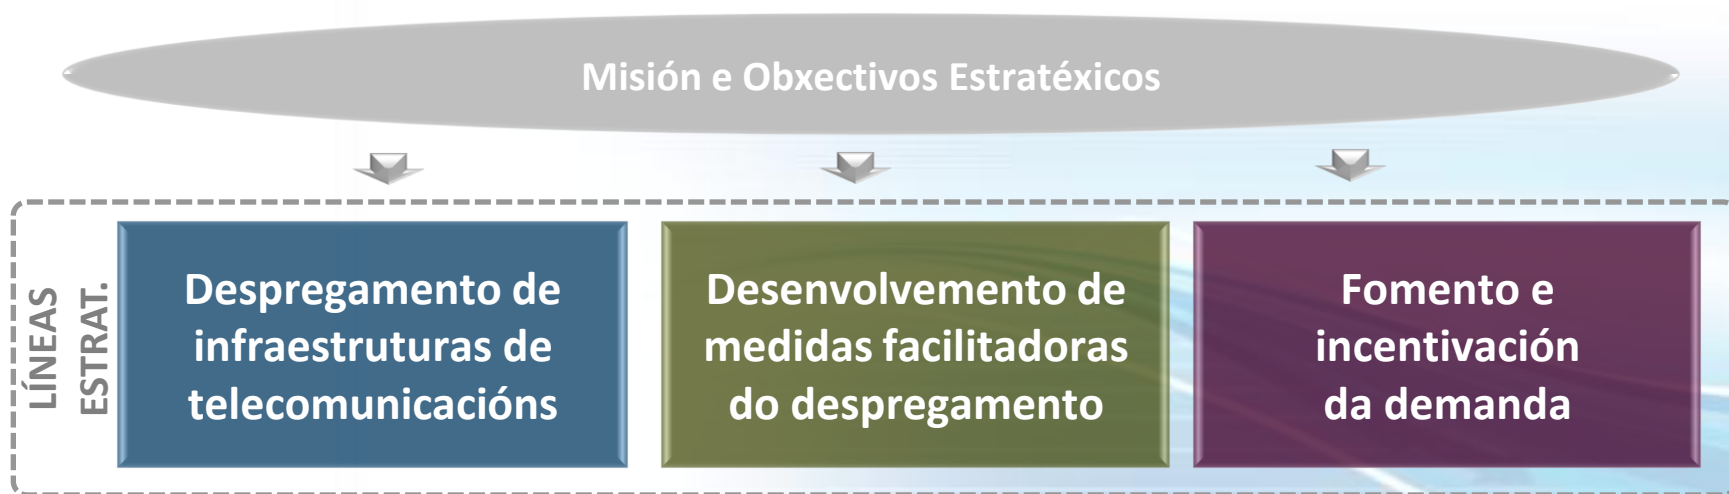 Misión e Obxectivos Estratéxicos
LÍNEAS
ESTRAT.
Despregamento de
infraestruturas de
telecomunicacións
Desenvolvemento de
medidas facilitadoras
do despregamento
Fomento e
incentivación
da demanda